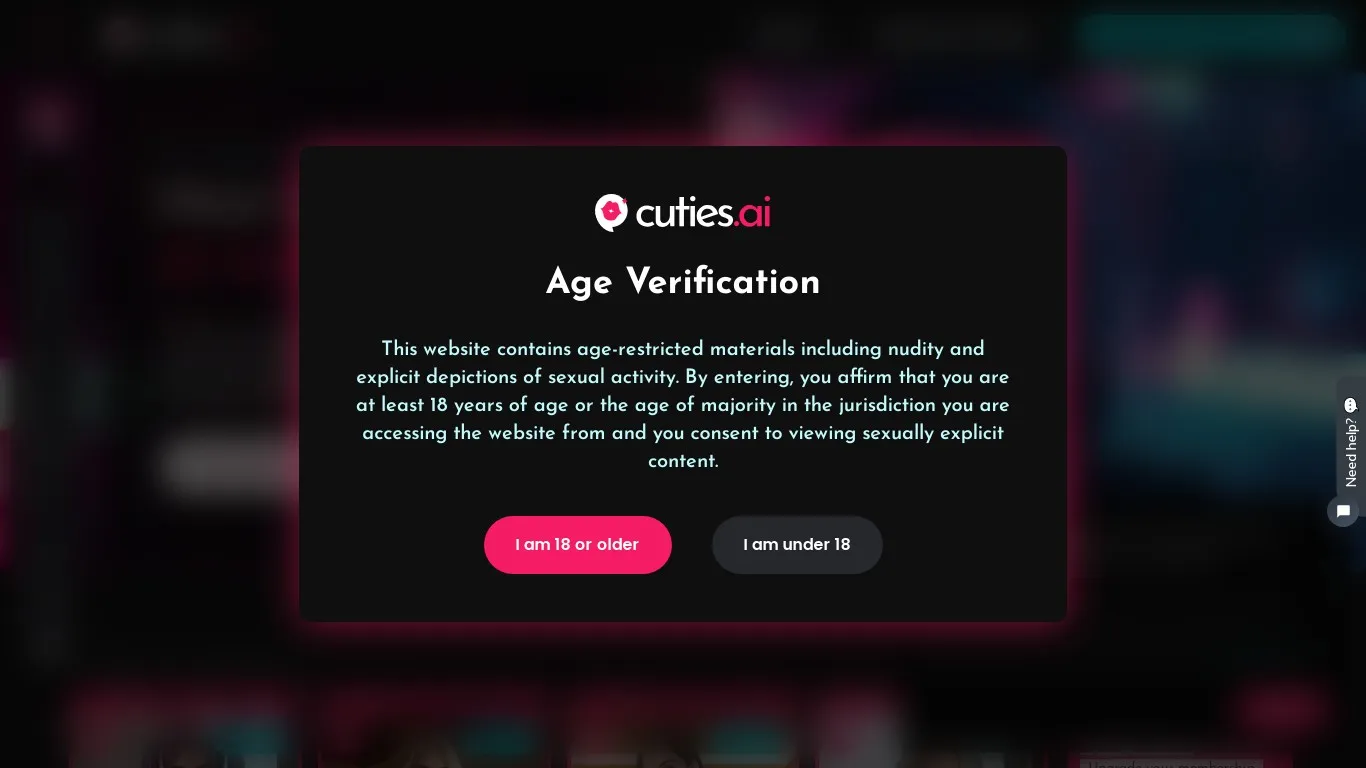 cuties.ai
Age Verification
This website contains age-restricted materials including nudity and
explicit depictions of sexual activity. By entering, you affirm that you are
at least 18 years of age or the age of majority in the jurisdiction you are
accessing the website from and you consent to viewing sexually explicit
content.
I am 18 or older
I am under 18
Need help?